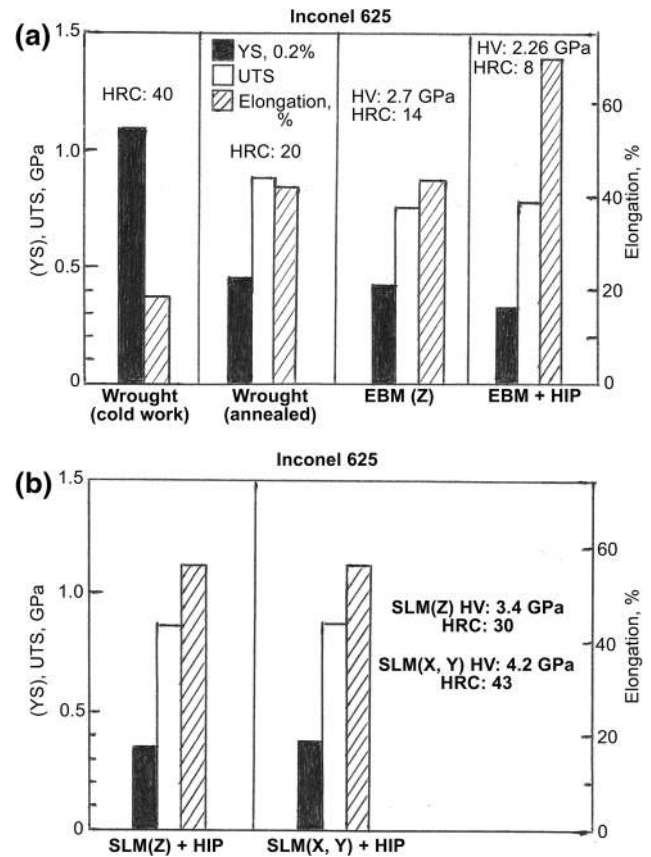 Inconel 625
(a)
1.5
1.0
0.5
0
(YS), UTS, GPa
YS, 0.2%
UTS
Elongation,
%
HRC: 40
HRC: 20
HV: 2.7 GPa
HRC: 14
HV: 2.26 GPa
HRC: 8
60
40
20
0
Elongation, %
Wrought
(cold work)
Wrought
(annealed)
EBM (Z)
EBM + HIP
Inconel 625
(b)
1.5
1.0
0.5
0
(YS), UTS, GPa
SLM(Z) HV: 3.4 GPa
HRC: 30
SLM(X, Y) HV: 4.2 GPa
HRC: 43
60
40
20
0
Elongation, %
SLM(Z) + HIP
SLM(X, Y) + HIP